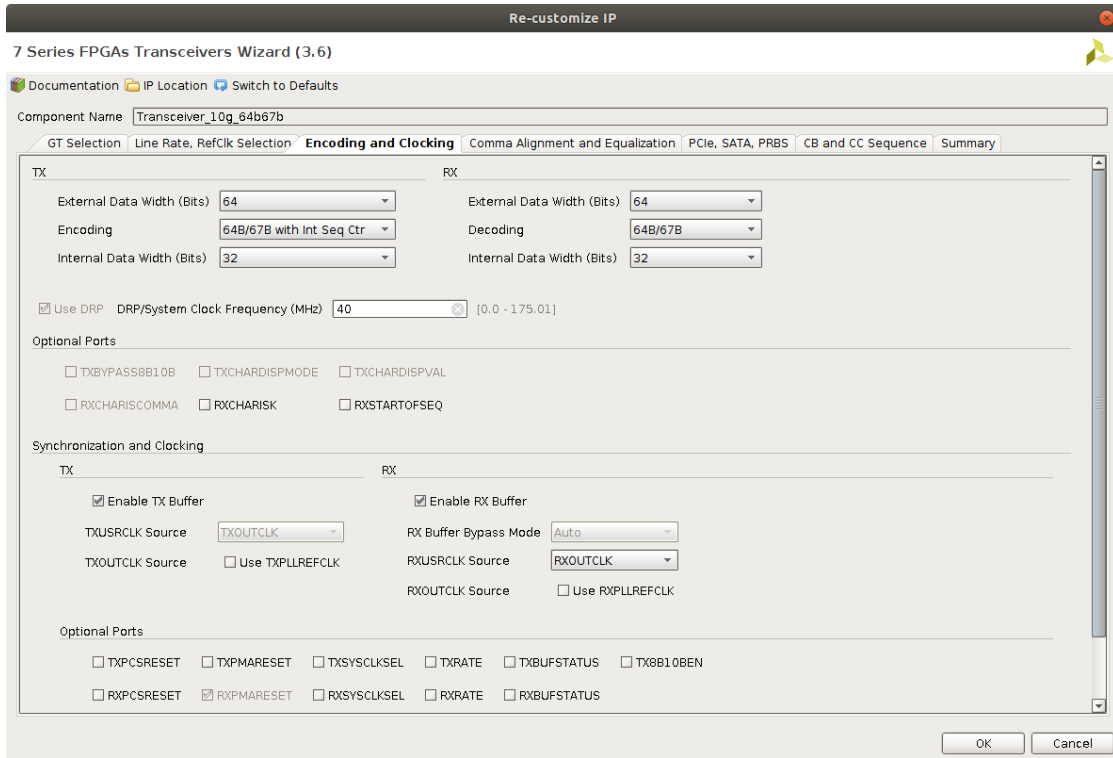 Re-customize IP
7 Series FPGAs Transceivers Wizard (3.6)
Documentation IP Location Switch to Defaults
Component Name Transceiver_10g_64b67b
GT Selection Line Rate, RefClk Selection Encoding and Clocking Comma Alignment and Equalization PCIe, SATA, PRBS CB and CC Sequence Summary
TX RX
External Data Width (Bits) 64 External Data Width (Bits) 64
Encoding 64B/67B with Int Seq Ctr Decoding 64B/67B
Internal Data Width (Bits) 32 Internal Data Width (Bits) 32
Use DRP DRP/System Clock Frequency (MHz) 40 [0.0 - 175.01]
Optional Ports
TXBYPASS8B10B TXCHARDISPMODE TXCHARDISPVAL
RXCHARISCOMMA RXCHARISK RXSTARTOFSEQ
Synchronization and Clocking
TX RX
Enable TX Buffer Enable RX Buffer
TXUSRCLK Source TXOUTCLK RX Buffer Bypass Mode Auto
TXOUTCLK Source Use TXPLLREFCLK RXUSRCLK Source RXOUTCLK
RXOUTCLK Source Use RXPLLREFCLK
Optional Ports
TXPCSRESET TXPMARESET TXSYSCLKSEL TXRATE TXBUFSTATUS TX8B10BEN
RXPCSRESET RXPMARESET RXSYSCLKSEL RXRATE RXBUFSTATUS
OK Cancel